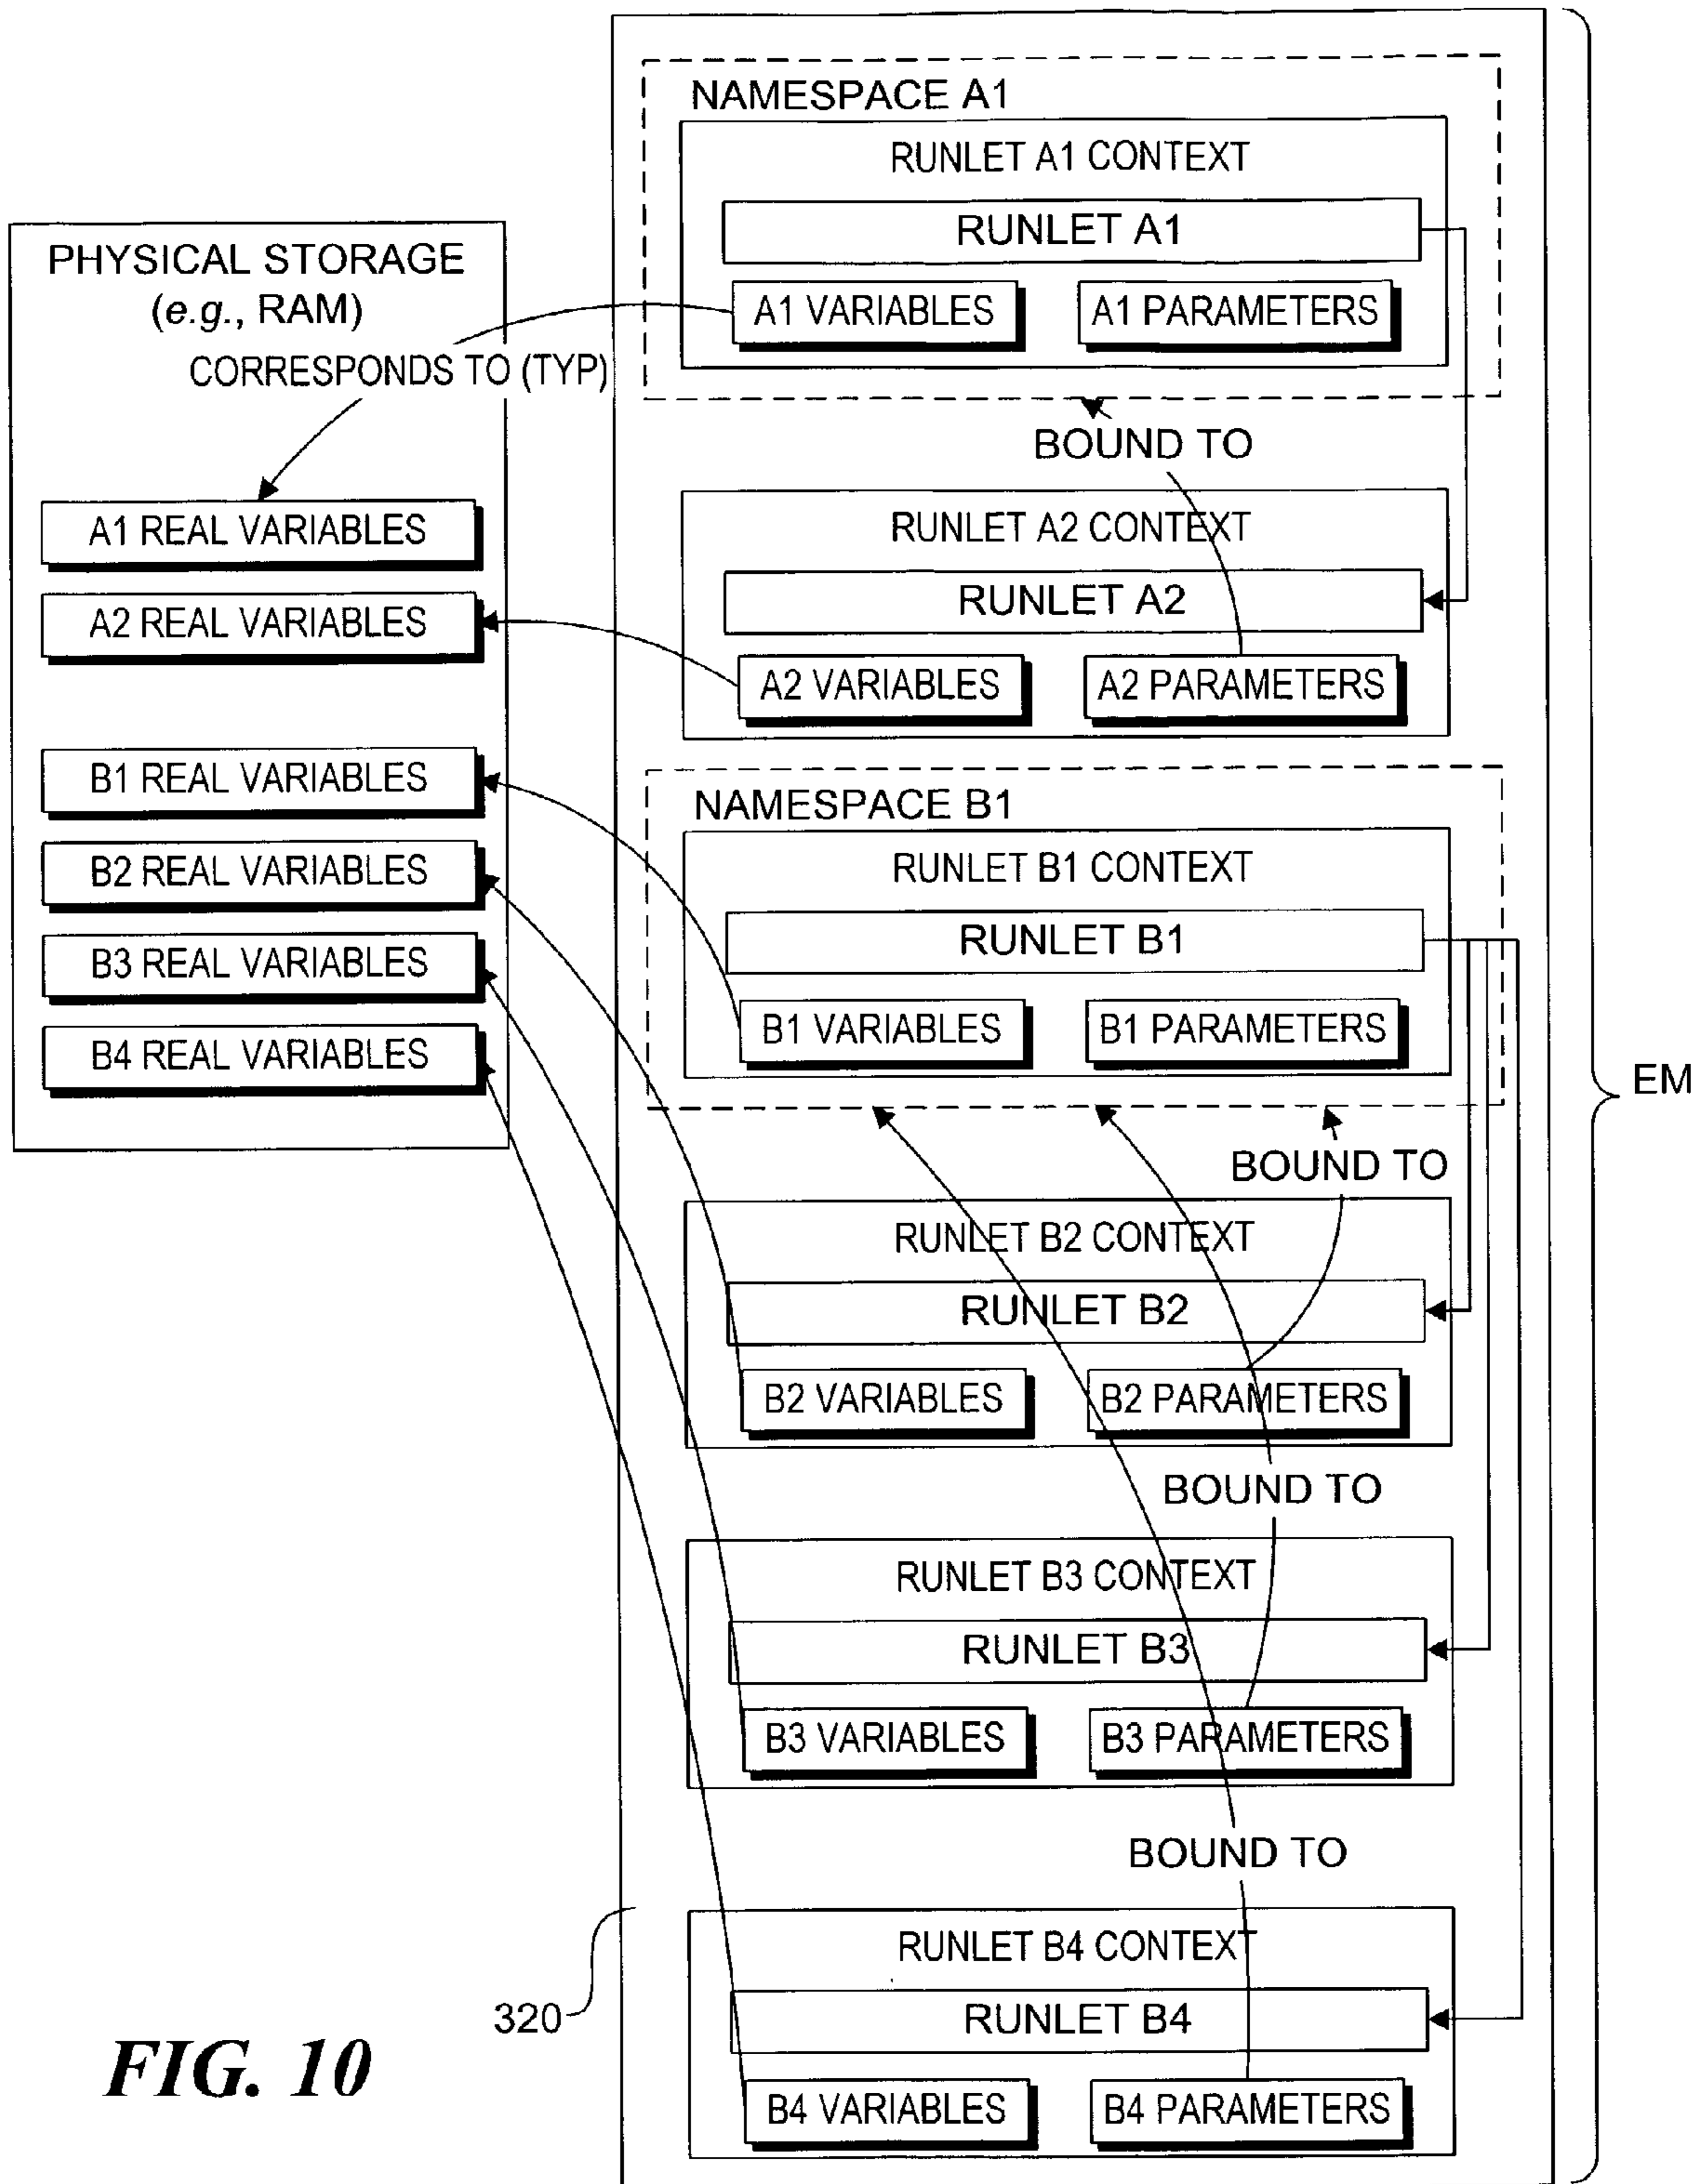 NAMESPACE A1
RUNLET A1 CONTEXT
RUNLET A1
A1 VARIABLES
A1 PARAMETERS
PHYSICAL STORAGE
(e.g., RAM)
CORRESPONDS TO (TYP)
BOUND TO
A1 REAL VARIABLES
A2 REAL VARIABLES
B1 REAL VARIABLES
B2 REAL VARIABLES
B3 REAL VARIABLES
B4 REAL VARIABLES
RUNLET A2 CONTEXT
RUNLET A2
A2 VARIABLES
A2 PARAMETERS
NAMESPACE B1
RUNLET B1 CONTEXT
RUNLET B1
B1 VARIABLES
B1 PARAMETERS
EM
BOUND TO
RUNLET B2 CONTEXT
RUNLET B2
B2 VARIABLES
B2 PARAMETERS
BOUND TO
RUNLET B3 CONTEXT
RUNLET B3
B3 VARIABLES
B3 PARAMETERS
BOUND TO
RUNLET B4 CONTEXT
RUNLET B4
B4 VARIABLES
B4 PARAMETERS
320
FIG. 10